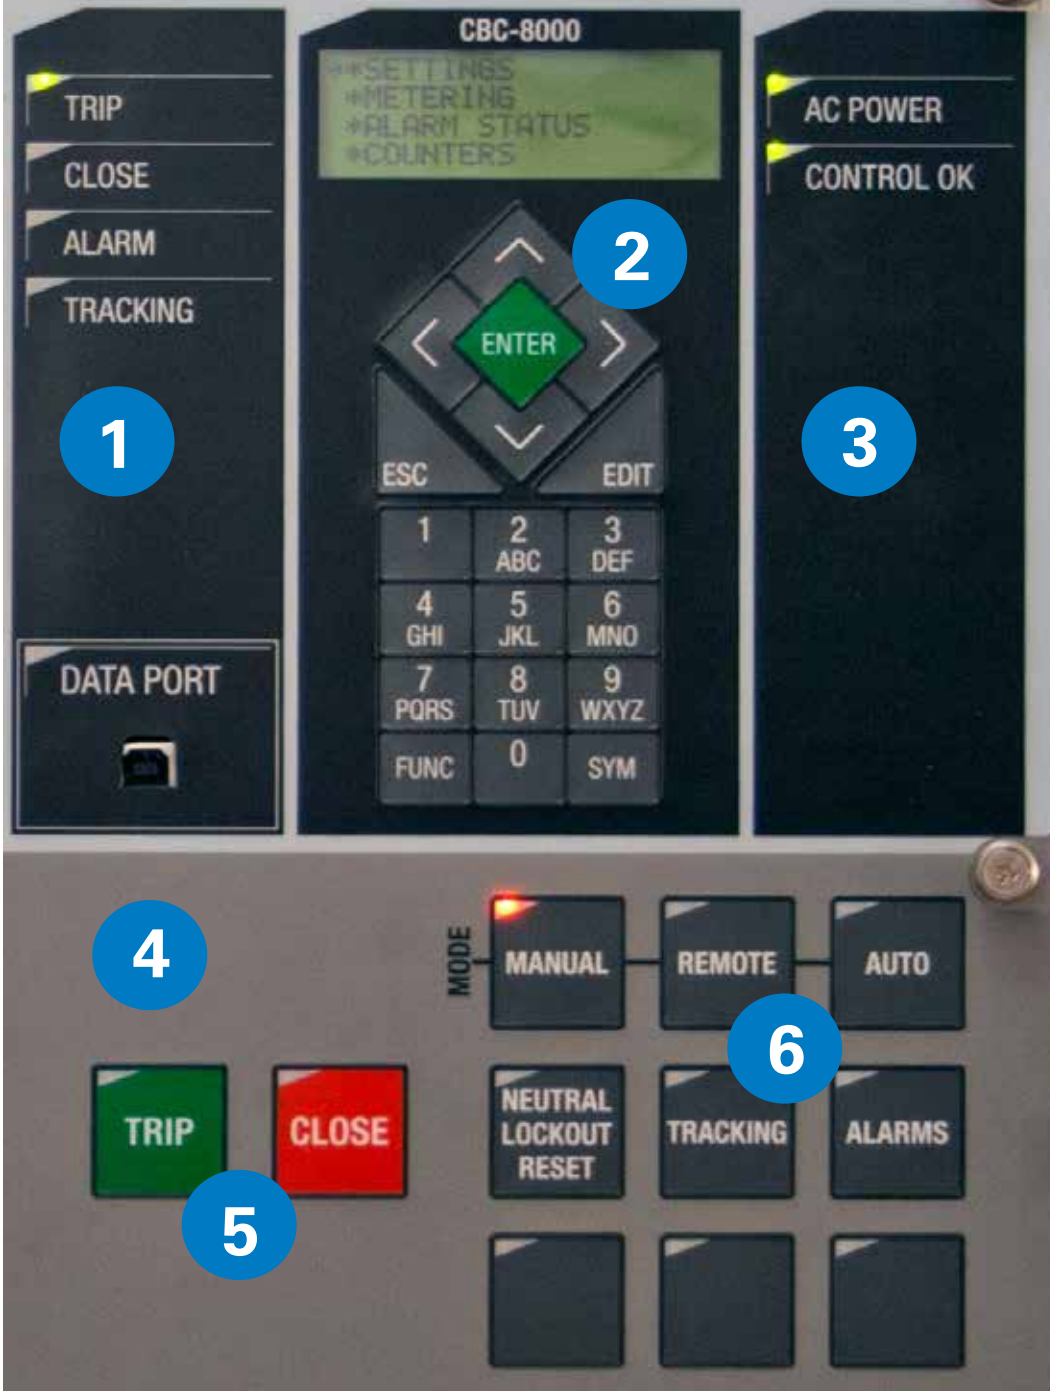 CBC-8000
**SETTINGS
*METERING
*ALARM STATUS
*COUNTERS
TRIP
CLOSE
ALARM
TRACKING
AC POWER
CONTROL OK
1
2
3
ENTER
ESC
EDIT
1
2
ABC
3
DEF
4
GHI
5
JKL
6
MNO
7
PQRS
8
TUV
9
WXYZ
FUNC
0
SYM
DATA PORT
4
MODE
MANUAL
REMOTE
AUTO
6
TRIP
CLOSE
5
NEUTRAL
LOCKOUT
RESET
TRACKING
ALARMS